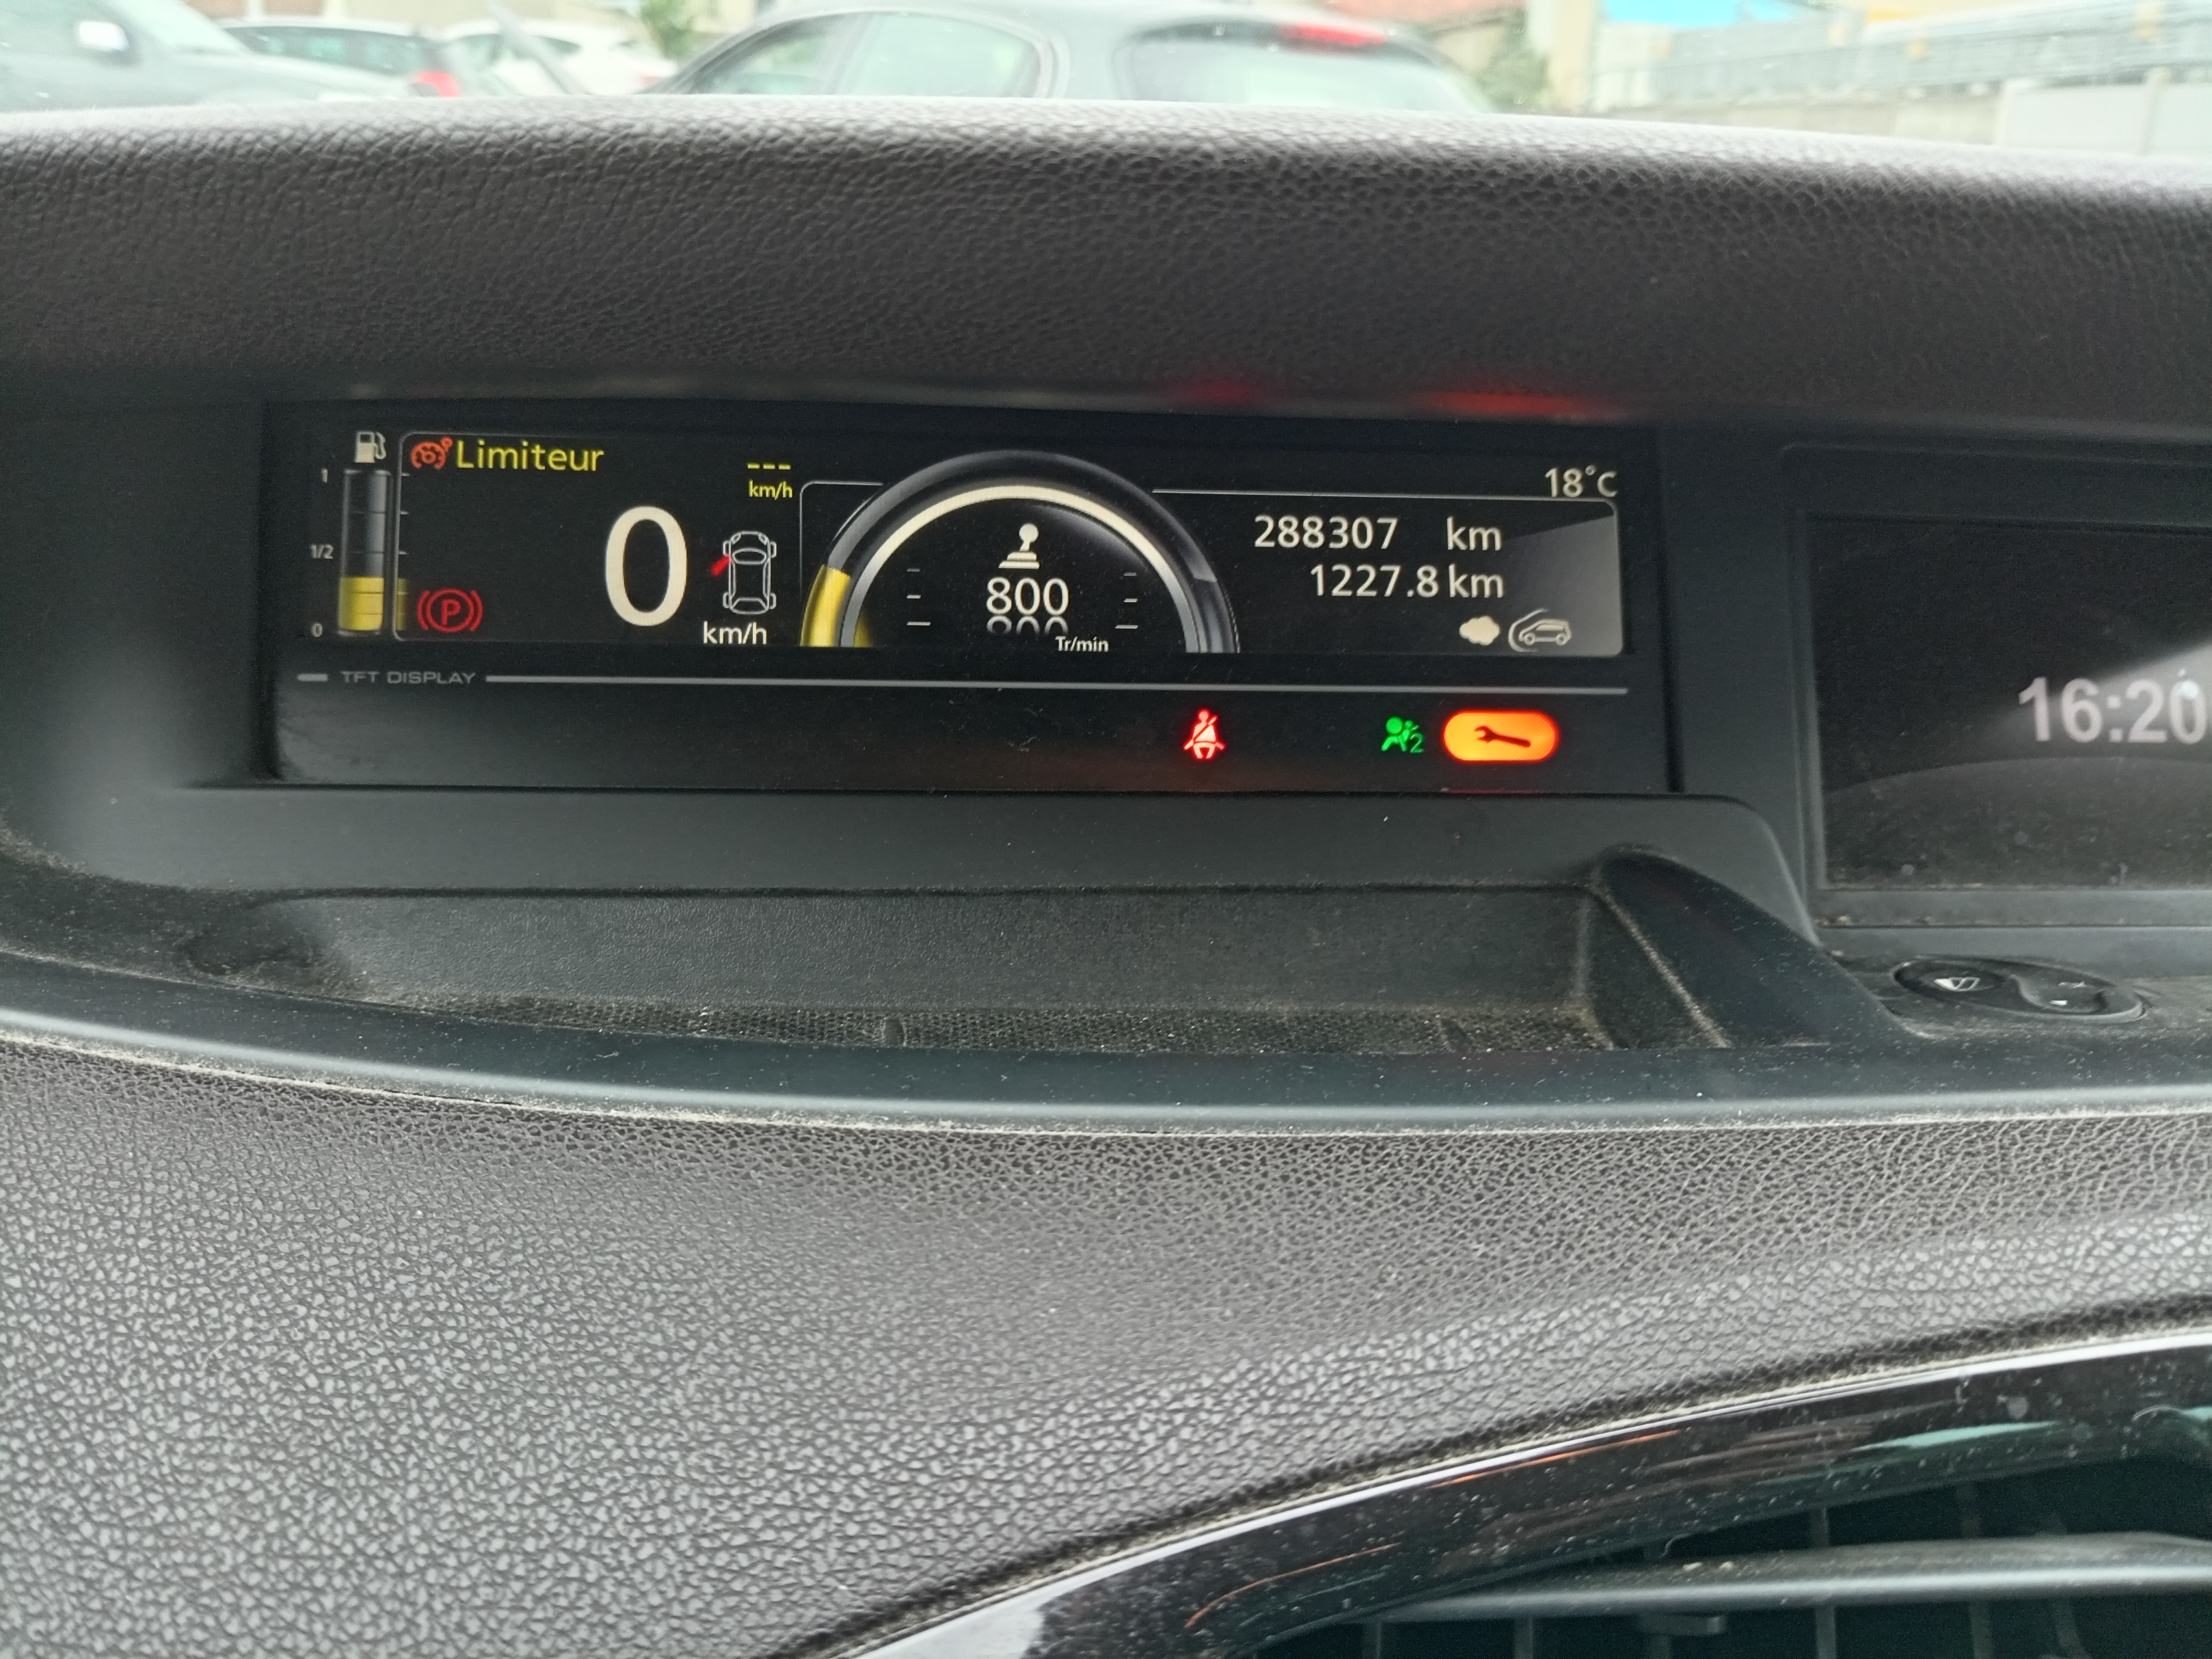 Limiteur
---
km/h
1
1/2
0
P
0
km/h
800
Tr/min
18°C
288307 km
1227.8 km
TFT DISPLAY
2
16:20